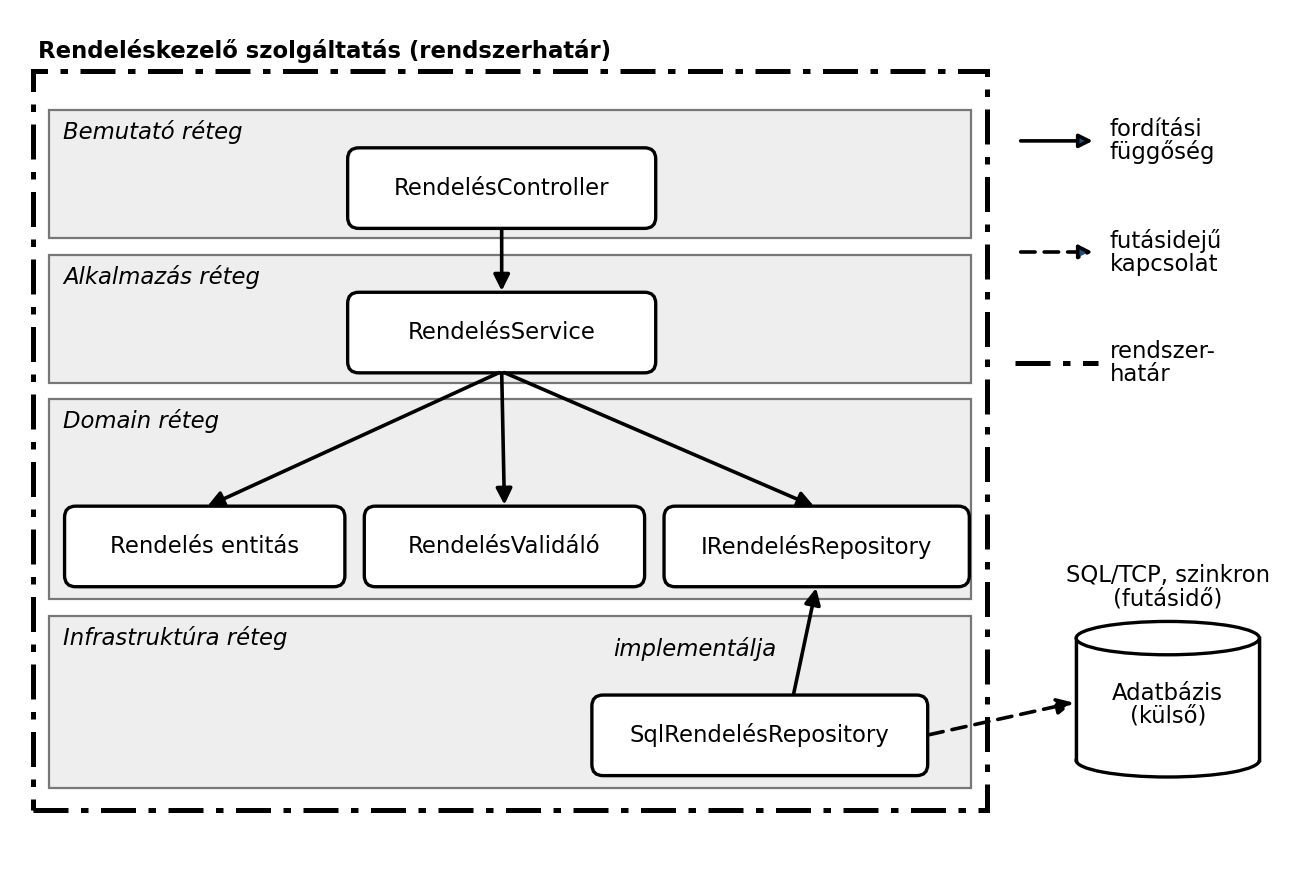 Rendeléskezelő szolgáltatás (rendszerhatár)
Bemutató réteg
RendelésController
Alkalmazás réteg
RendelésService
Domain réteg
Rendelés entitás
RendelésValidáló
IRendelésRepository
Infrastruktúra réteg
implementálja
SqlRendelésRepository
fordítási
függőség
futásidejű
kapcsolat
rendszer-
határ
SQL/TCP, szinkron
(futásidő)
Adatbázis
(külső)